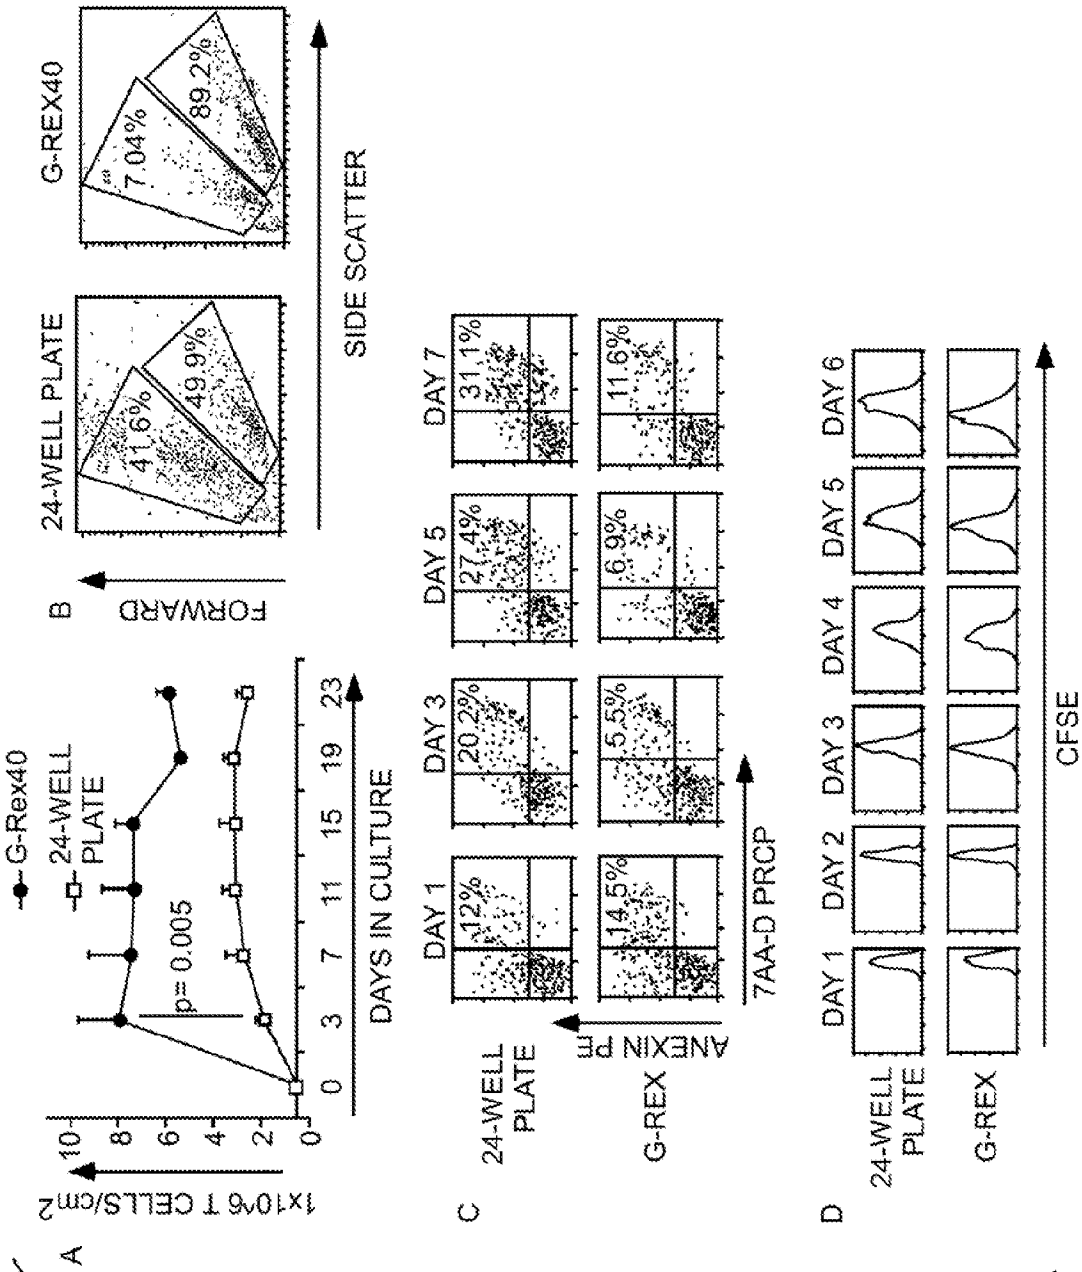 A
1x10^6 T CELLS/cm2
10
8
6
4
2
0
G-Rex40
24-WELL
PLATE
p= 0.005
0 3 7 11 15 19 23
DAYS IN CULTURE
B
24-WELL PLATE G-REX40
FORWARD
41.6%
49.9%
7.04%
89.2%
SIDE SCATTER
C
DAY 1 DAY 3 DAY 5 DAY 7
24-WELL
PLATE
12% 20.2% 27.4% 31.1%
G-REX
14.5% 5.5% 6.9% 11.6%
ANEXIN PE
7AA-D PRCP
D
DAY 1 DAY 2 DAY 3 DAY 4 DAY 5 DAY 6
24-WELL
PLATE
G-REX
CFSE